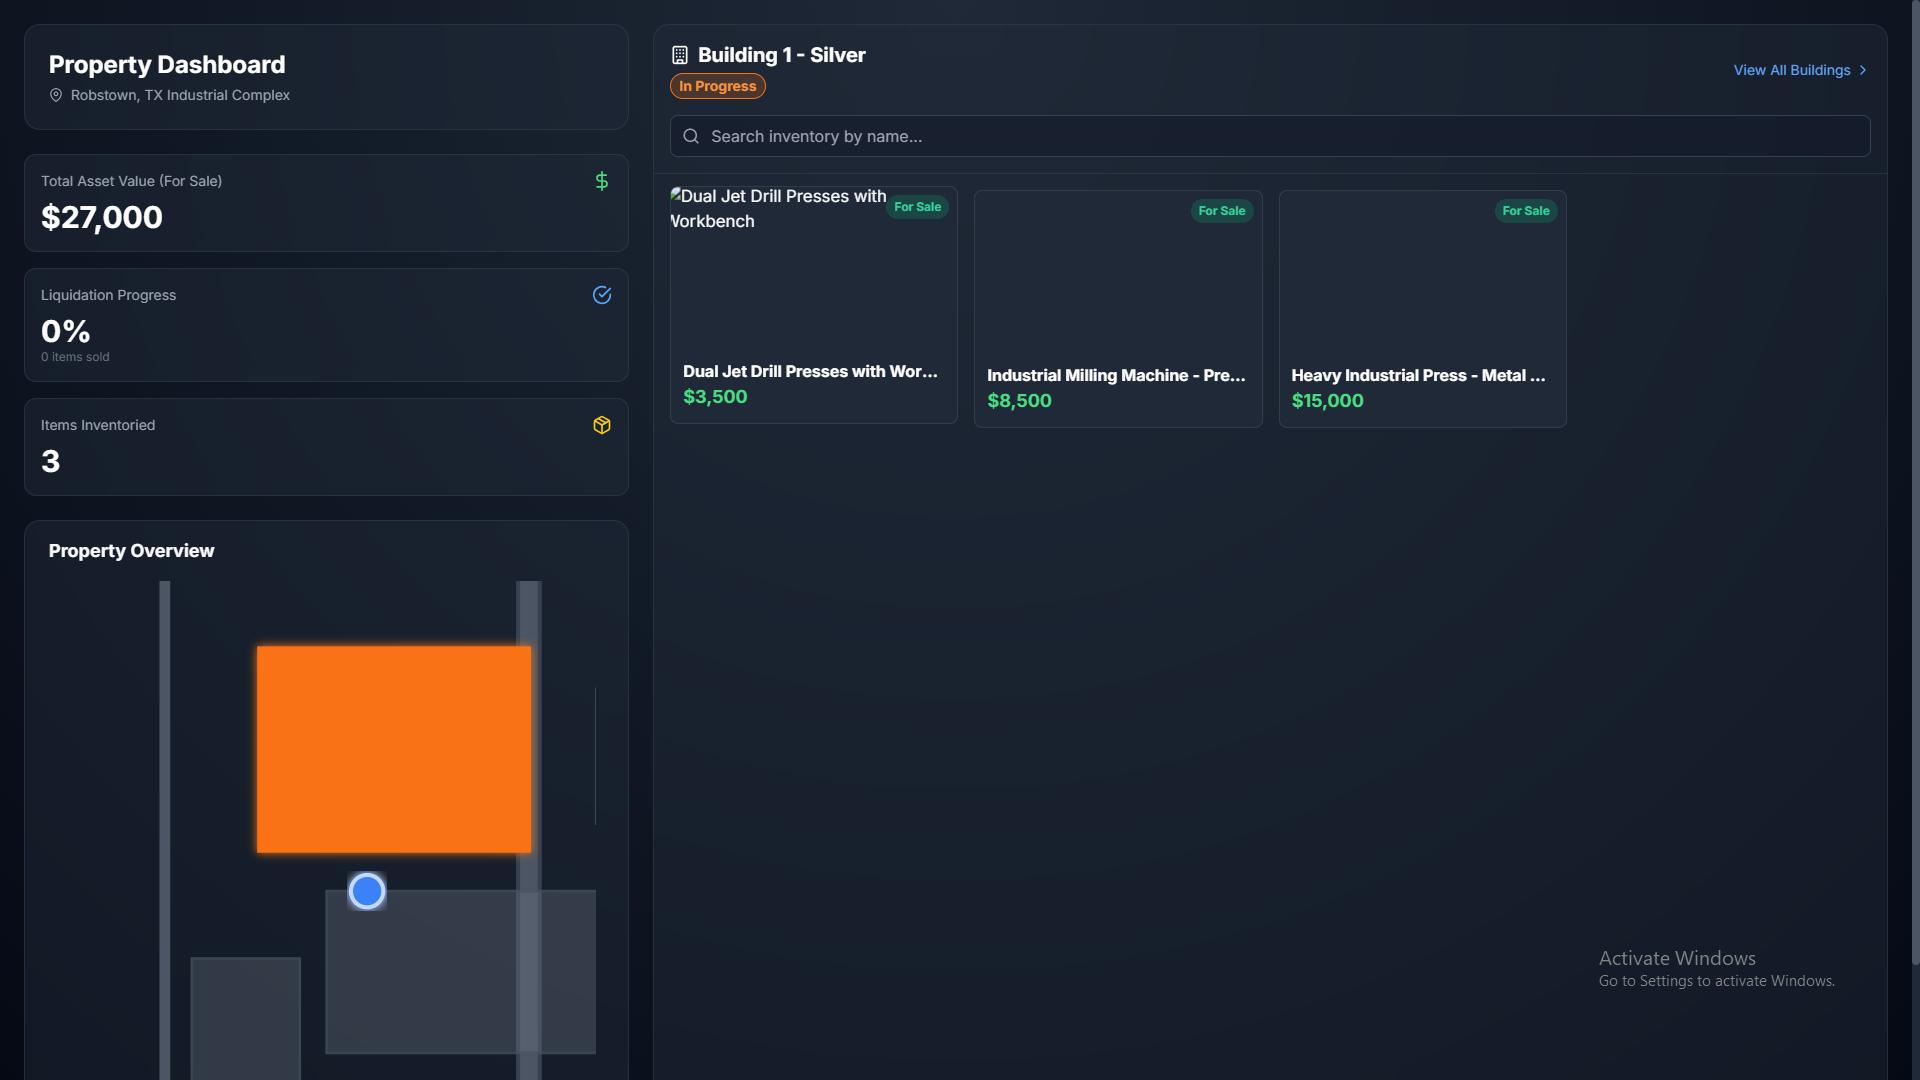 Property Dashboard
Robstown, TX Industrial Complex
Total Asset Value (For Sale)
$27,000
Liquidation Progress
0%
0 items sold
Items Inventoried
3
Property Overview
Building 1 - Silver
In Progress
View All Buildings
Search inventory by name...
Dual Jet Drill Presses with
Workbench
For Sale
Dual Jet Drill Presses with Wor...
$3,500
For Sale
Industrial Milling Machine - Pre...
$8,500
For Sale
Heavy Industrial Press - Metal ...
$15,000
Activate Windows
Go to Settings to activate Windows.